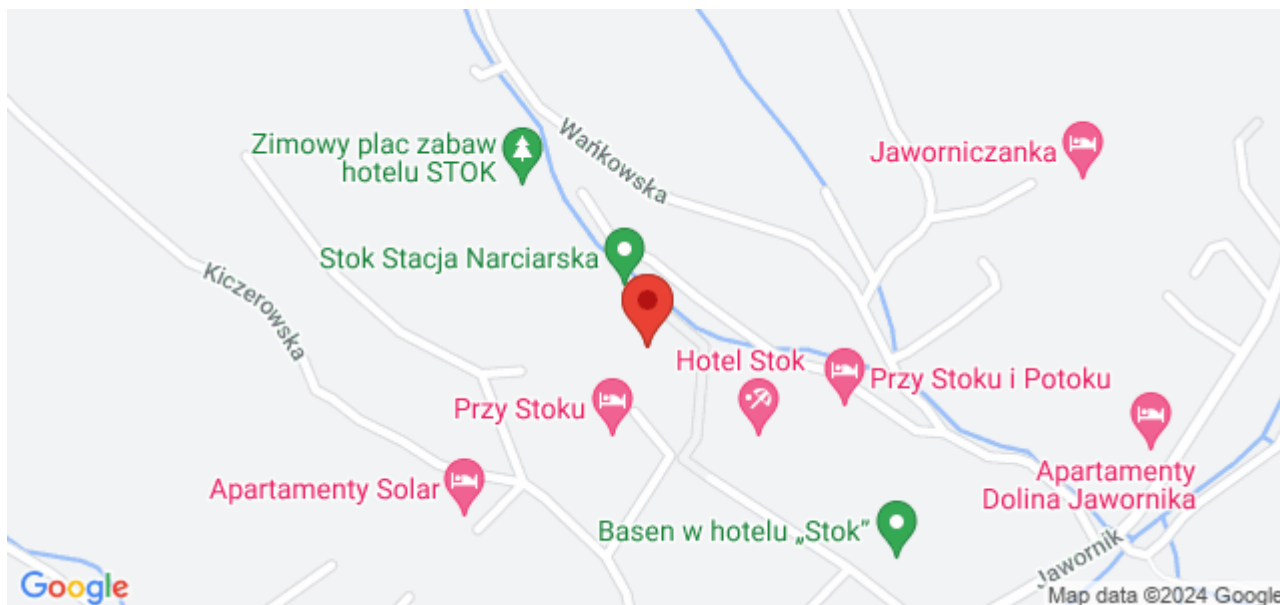 Zimowy plac zabaw
hotelu STOK
Wańkowska
Jaworniczanka
Stok Stacja Narciarska
Kiczerowska
Hotel Stok
Przy Stoku i Potoku
Przy Stoku
Apartamenty Solar
Apartamenty
Dolina Jawornika
Basen w hotelu „Stok”
Jawornik
Google
Map data ©2024 Google